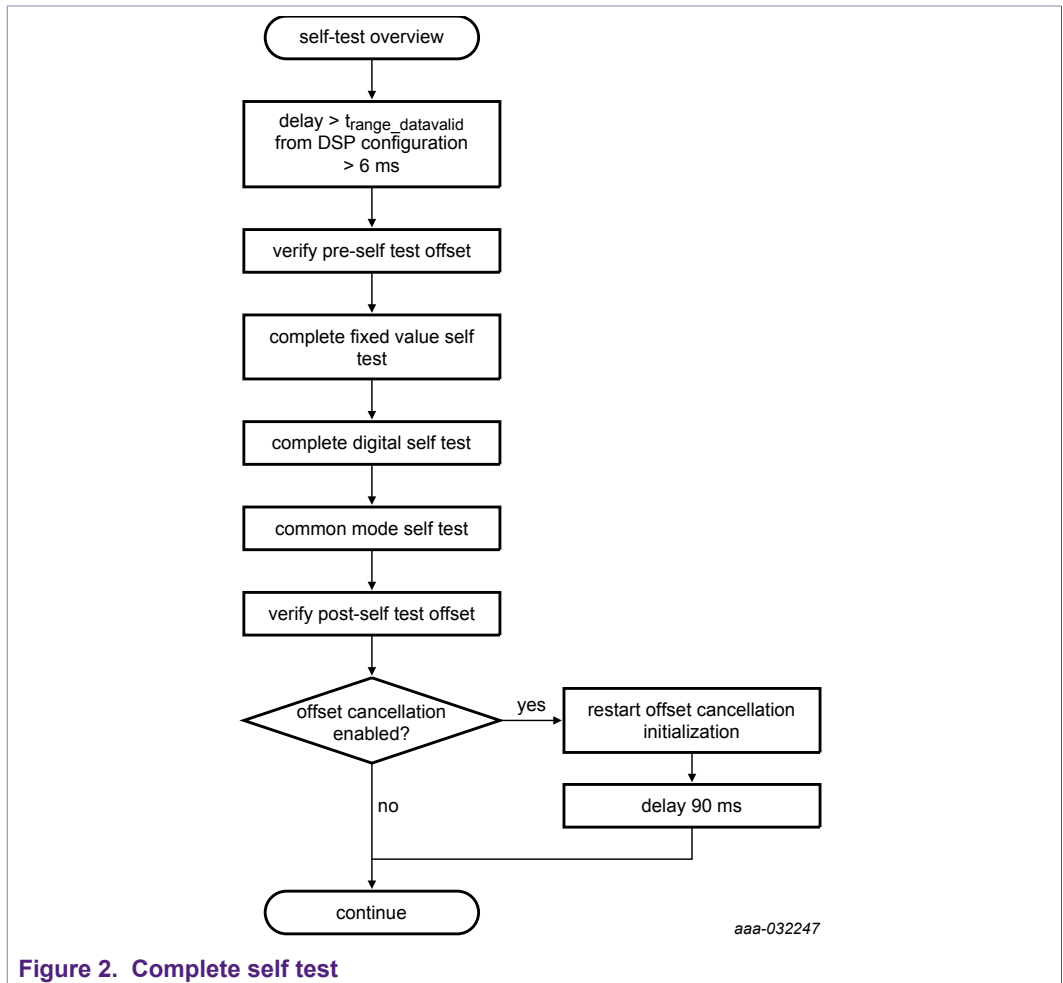 self-test overview
delay > trange_datavalid
from DSP configuration
> 6 ms
verify pre-self test offset
complete fixed value self
test
complete digital self test
common mode self test
verify post-self test offset
offset cancellation
enabled?
yes
restart offset cancellation
initialization
no
delay 90 ms
continue
aaa-032247
Figure 2. Complete self test